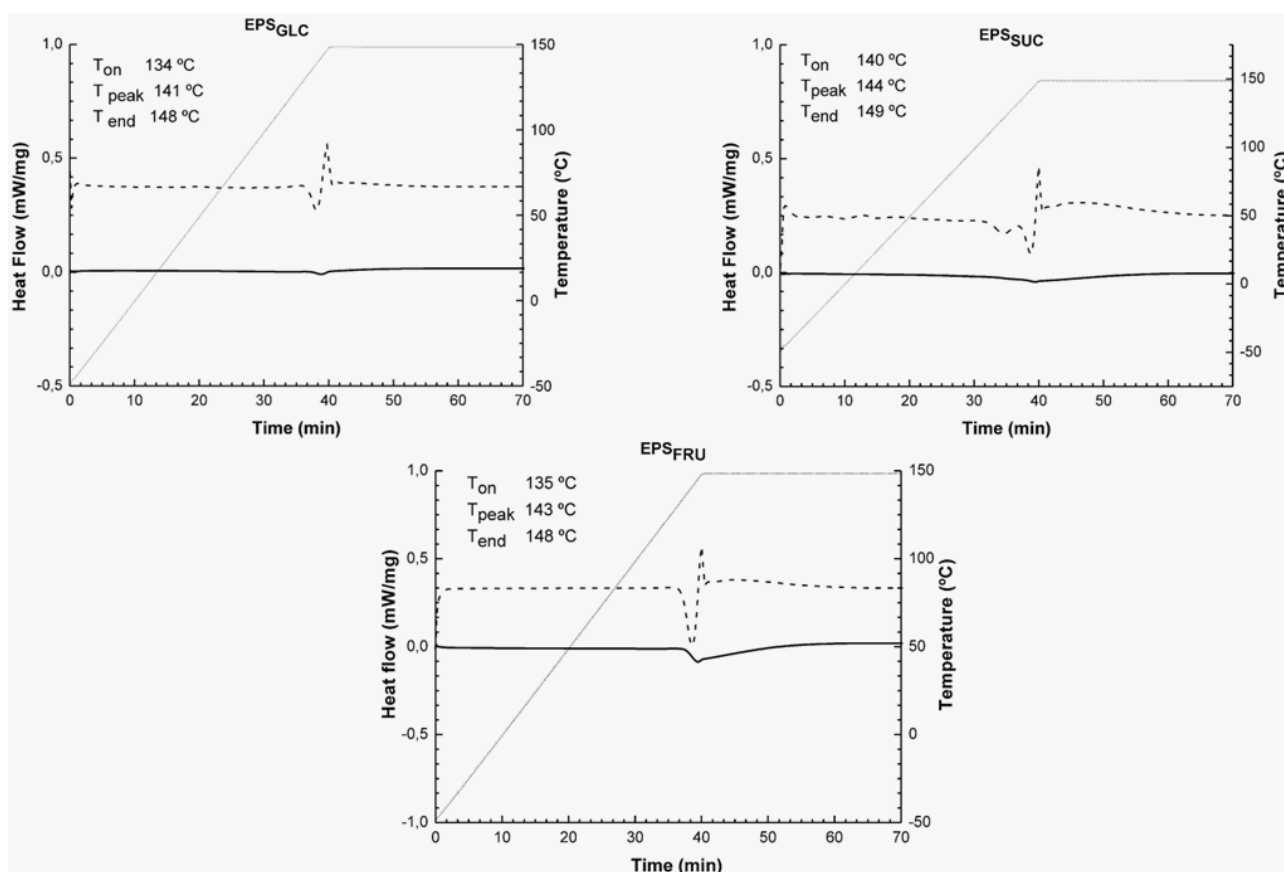 EPSGLC
Ton 134 ºC
Tpeak 141 ºC
Tend 148 ºC
1,0
0,5
0,0
-0,5
Heat Flow (mW/mg)
150
100
50
0
-50
Temperature (ºC)
0 10 20 30 40 50 60 70
Time (min)
EPSSUC
Ton 140 ºC
Tpeak 144 ºC
Tend 149 ºC
1,0
0,5
0,0
-0,5
Heat Flow (mW/mg)
150
100
50
0
-50
Temperature (ºC)
0 10 20 30 40 50 60 70
Time (min)
EPSFRU
Ton 135 ºC
Tpeak 143 ºC
Tend 148 ºC
1,0
0,5
0,0
-0,5
-1,0
Heat flow (mW/mg)
150
100
50
0
-50
Temperature (ºC)
0 10 20 30 40 50 60 70
Time (min)